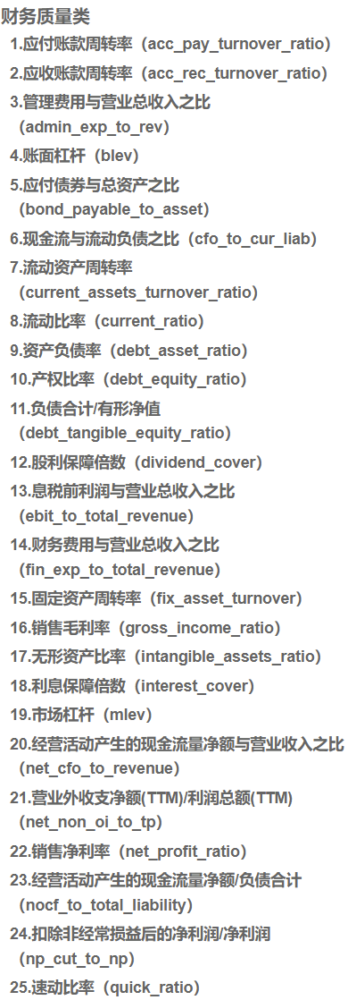 财务质量类
1.应付账款周转率（acc_pay_turnover_ratio）
2.应收账款周转率（acc_rec_turnover_ratio）
3.管理费用与营业总收入之比
（admin_exp_to_rev）
4.账面杠杆（blev）
5.应付债券与总资产之比
（bond_payable_to_asset）
6.现金流与流动负债之比（cfo_to_cur_liab）
7.流动资产周转率
（current_assets_turnover_ratio）
8.流动比率（current_ratio）
9.资产负债率（debt_asset_ratio）
10.产权比率（debt_equity_ratio）
11.负债合计/有形净值
（debt_tangible_equity_ratio）
12.股利保障倍数（dividend_cover）
13.息税前利润与营业总收入之比
（ebit_to_total_revenue）
14.财务费用与营业总收入之比
（fin_exp_to_total_revenue）
15.固定资产周转率（fix_asset_turnover）
16.销售毛利率（gross_income_ratio）
17.无形资产比率（intangible_assets_ratio）
18.利息保障倍数（interest_cover）
19.市场杠杆（mlev）
20.经营活动产生的现金流量净额与营业收入之比
（net_cfo_to_revenue）
21.营业外收支净额(TTM)/利润总额(TTM)
（net_non_oi_to_tp）
22.销售净利率（net_profit_ratio）
23.经营活动产生的现金流量净额/负债合计
（nocf_to_total_liability）
24.扣除非经常损益后的净利润/净利润
（np_cut_to_np）
25.速动比率（quick_ratio）